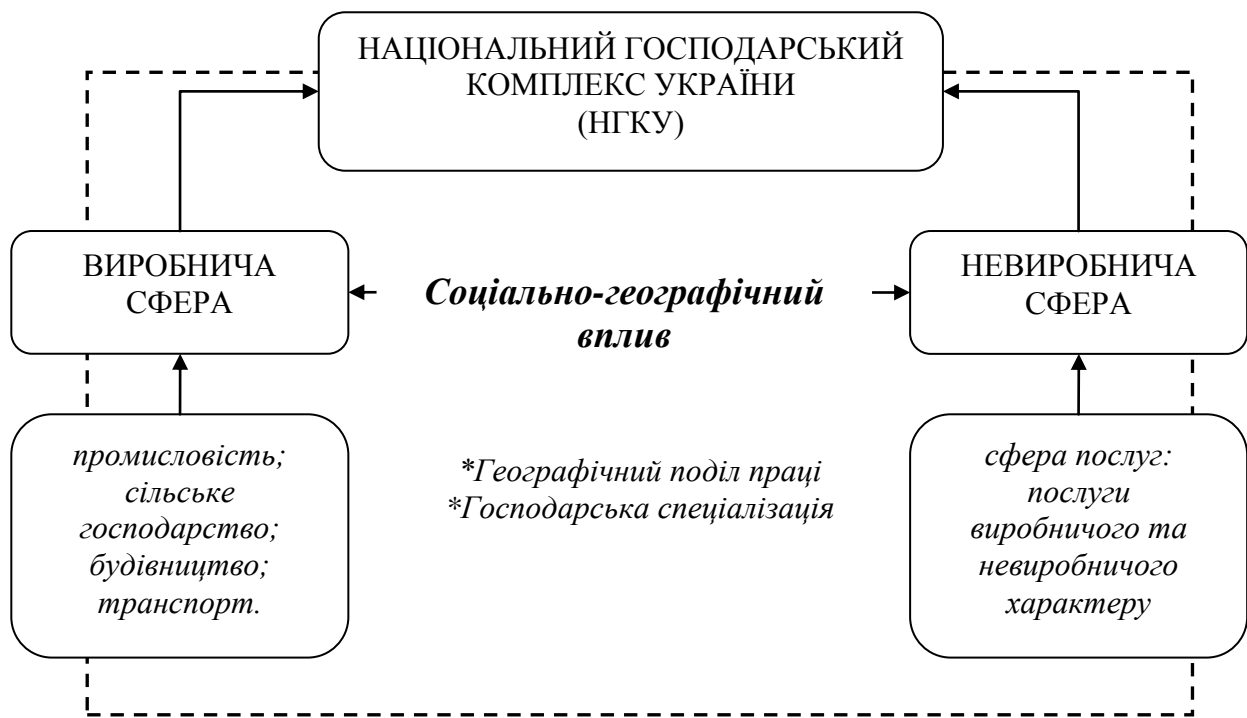 НАЦІОНАЛЬНИЙ ГОСПОДАРСЬКИЙ
КОМПЛЕКС УКРАЇНИ
(НГКУ)
ВИРОБНИЧА
СФЕРА
Соціально-географічний
вплив
НЕВИРОБНИЧА
СФЕРА
промисловість;
сільське
господарство;
будівництво;
транспорт.
*Географічний поділ праці
*Господарська спеціалізація
сфера послуг:
послуги
виробничого та
невиробничого
характеру